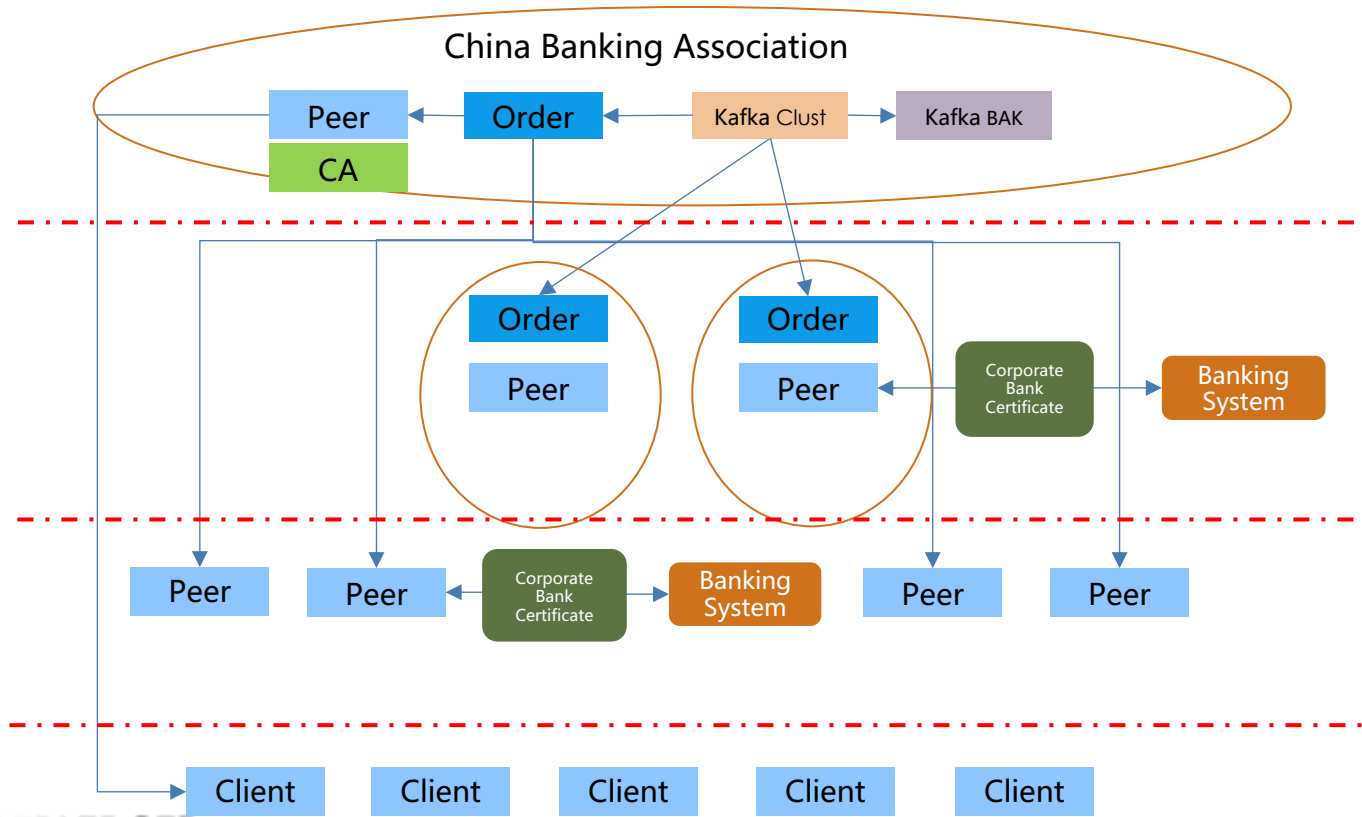 China Banking Association
Peer
Order
Kafka Clust
Kafka BAK
CA
Order
Order
Peer
Peer
Corporate
Bank
Certificate
Banking
System
Peer
Peer
Corporate
Bank
Certificate
Banking
System
Peer
Peer
Client
Client
Client
Client
Client